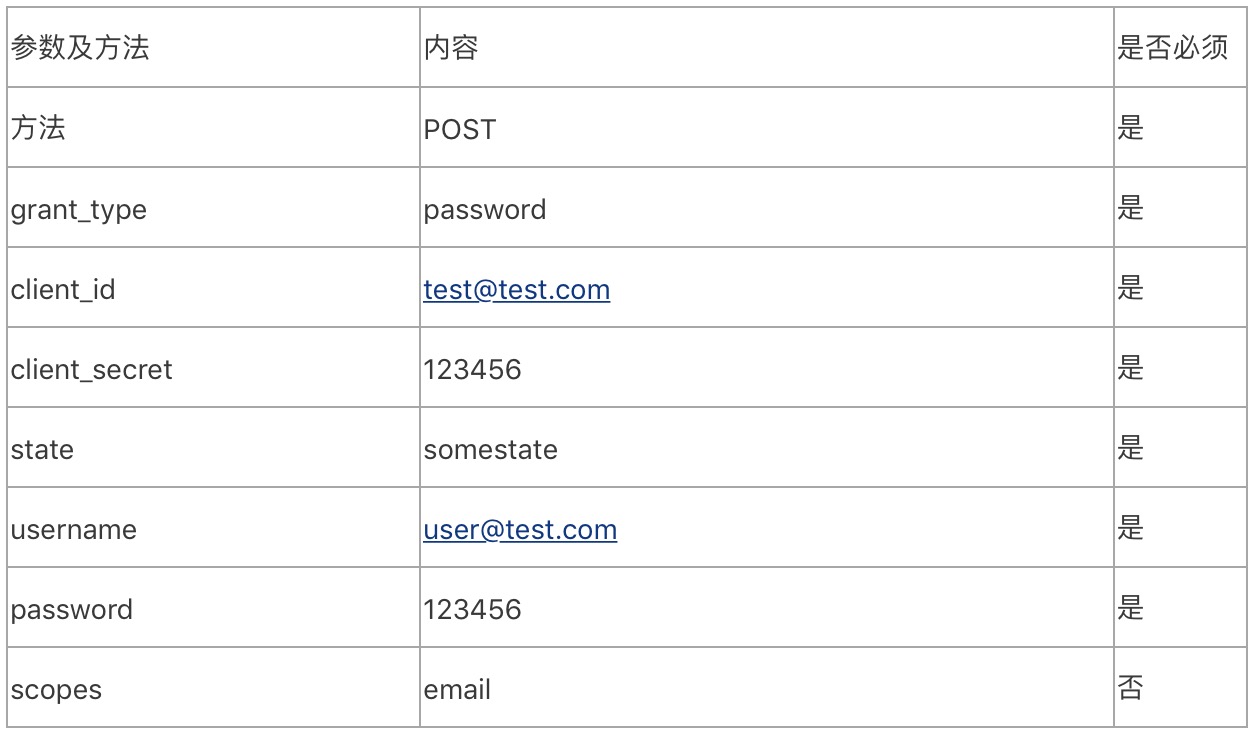 参数及方法 内容 是否必须
方法 POST 是
grant_type password 是
client_id test@test.com 是
client_secret 123456 是
state somestate 是
username user@test.com 是
password 123456 是
scopes email 否